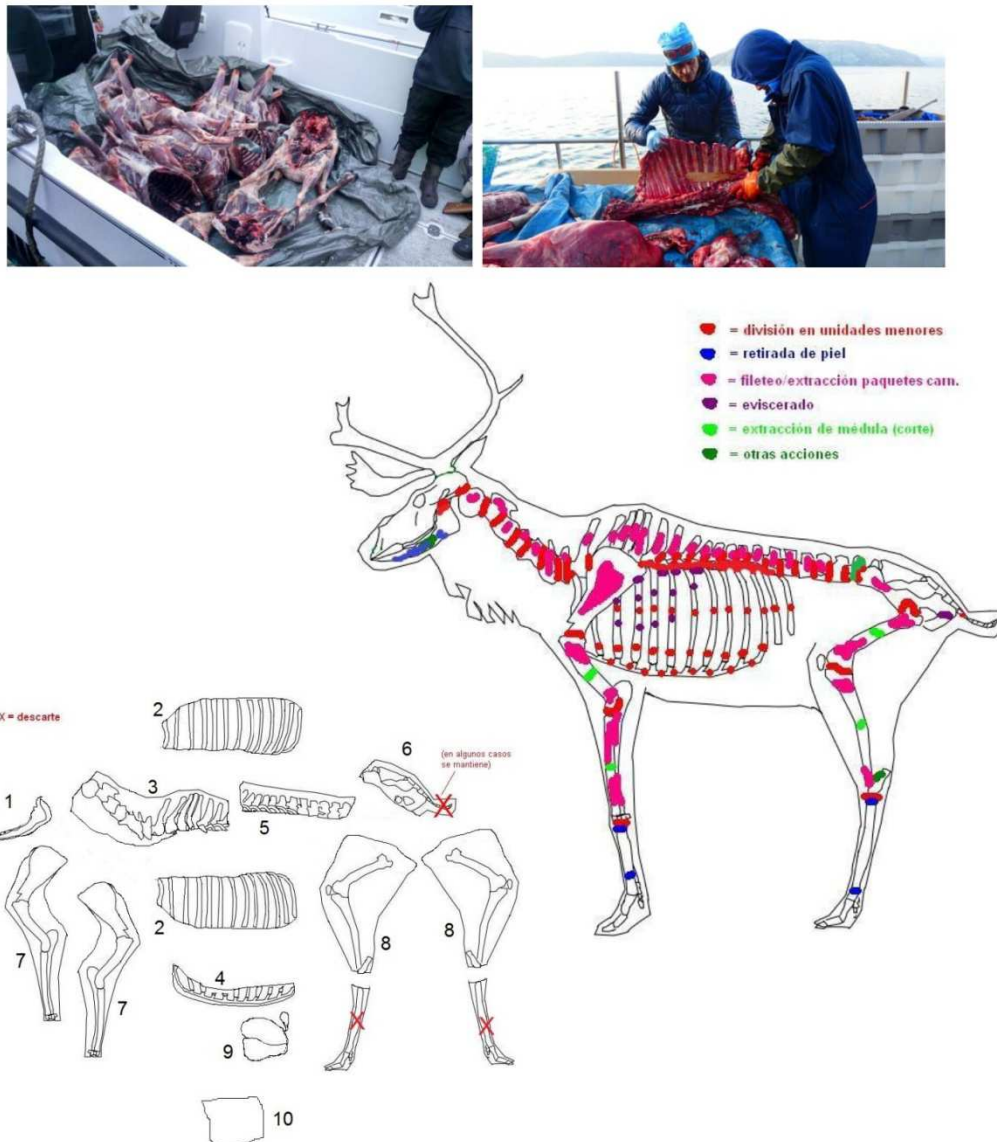 = división en unidades menores
= retirada de piel
= fileteo/extracción paquetes carn.
= eviscerado
= extracción de médula (corte)
= otras acciones
X = descarte
2
6
(en algunos casos
se mantiene)
1
3
5
2
7
7
8
8
4
9
10